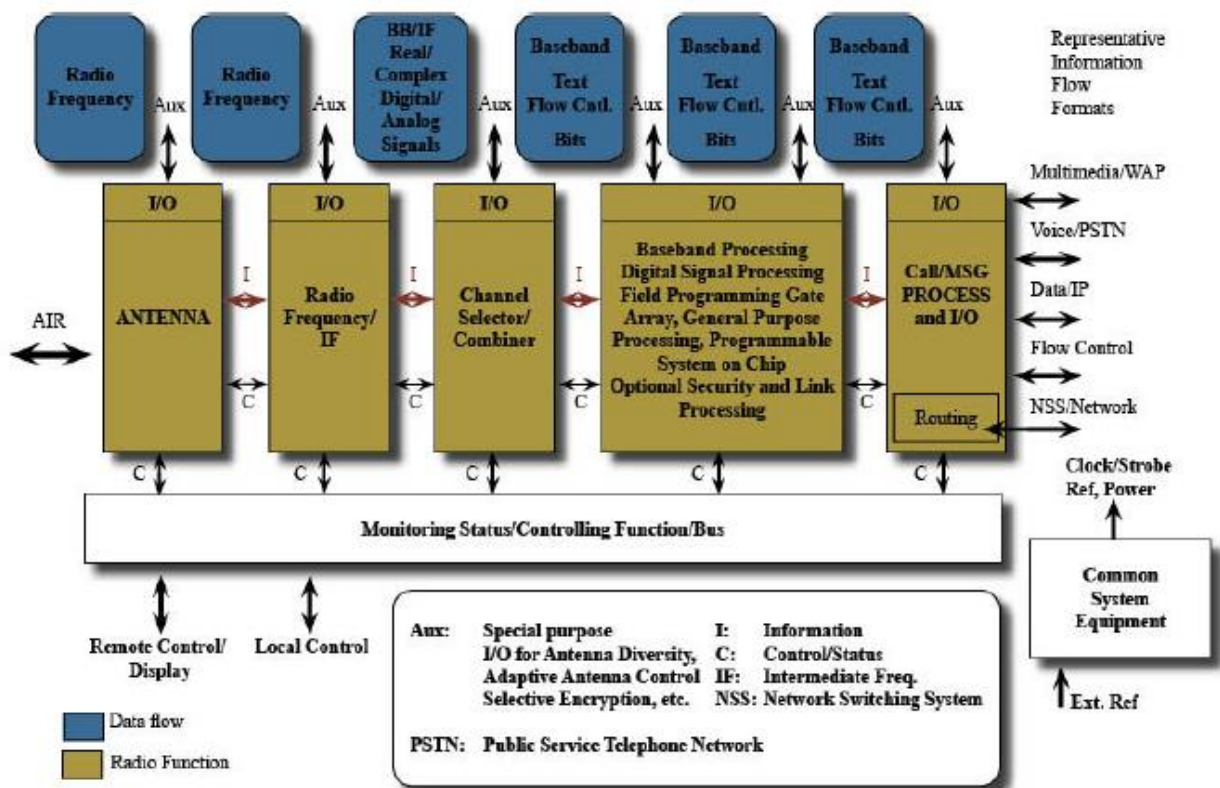 Radio
Frequency
Aux
Radio
Frequency
Aux
BB/IF
Real/
Complex
Digital/
Analog
Signals
Aux
Baseband
Text
Flow Cntl.
Bits
Aux
Baseband
Text
Flow Cntl.
Bits
Aux
Baseband
Text
Flow Cntl.
Bits
Aux
Representative
Information
Flow
Formats
AIR
I/O
ANTENNA
I
C
I/O
Radio
Frequency/
IF
I
C
I/O
Channel
Selector/
Combiner
I
C
I/O
Baseband Processing
Digital Signal Processing
Field Programming Gate
Array, General Purpose
Processing, Programmable
System on Chip
Optional Security and Link
Processing
I
C
I/O
Call/MSG
PROCESS
and I/O
Routing
Multimedia/WAP
Voice/PSTN
Data/IP
Flow Control
NSS/Network
C
C
C
C
C
Monitoring Status/Controlling Function/Bus
Clock/Strobe
Ref, Power
Common
System
Equipment
Ext. Ref
Remote Control/
Display
Local Control
Data flow
Radio Function
Aux: Special purpose
I/O for Antenna Diversity,
Adaptive Antenna Control
Selective Encryption, etc.
I: Information
C: Control/Status
IF: Intermediate Freq.
NSS: Network Switching System
PSTN: Public Service Telephone Network